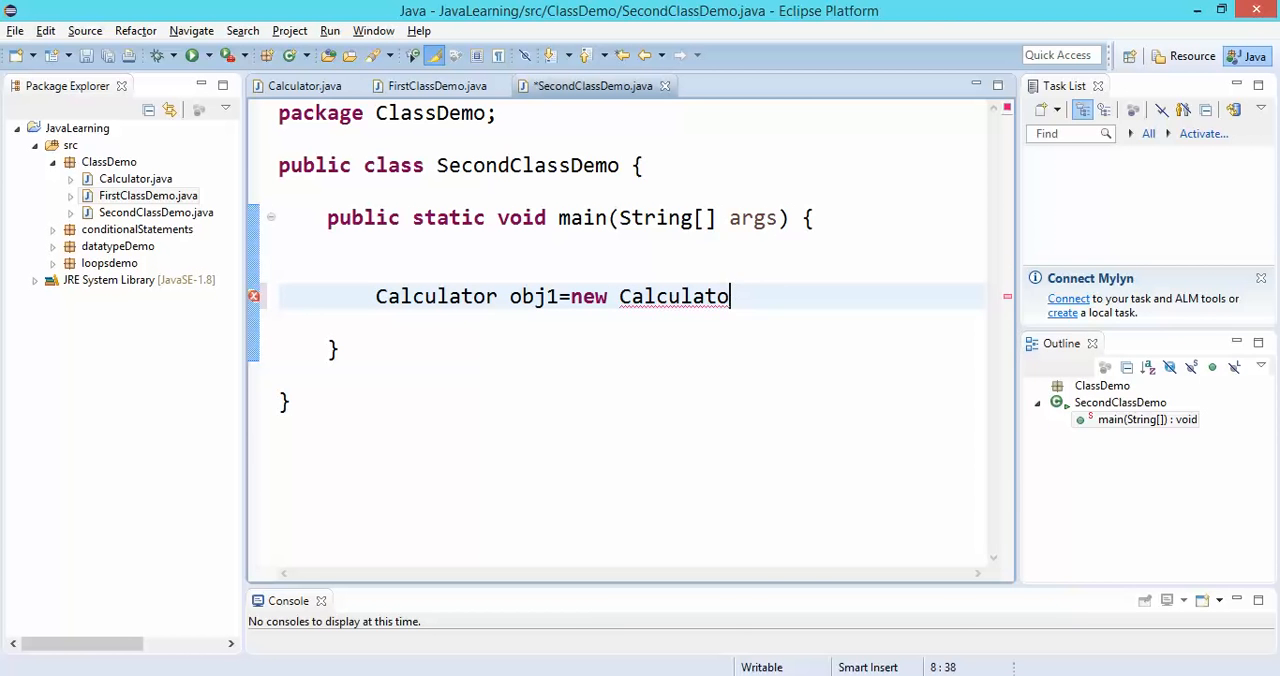 Java - JavaLearning/src/ClassDemo/SecondClassDemo.java - Eclipse Platform
File Edit Source Refactor Navigate Search Project Run Window Help
Quick Access Resource Java
Package Explorer
JavaLearning
src
ClassDemo
Calculator.java
FirstClassDemo.java
SecondClassDemo.java
conditionalStatements
datatypeDemo
loopsdemo
JRE System Library [JavaSE-1.8]
Calculator.java FirstClassDemo.java *SecondClassDemo.java
package ClassDemo;
public class SecondClassDemo {
public static void main(String[] args) {
Calculator obj1=new Calculato
}
}
Task List
Find All Activate...
Connect Mylyn
Connect to your task and ALM tools or
create a local task.
Outline
ClassDemo
SecondClassDemo
main(String[]) : void
Console
No consoles to display at this time.
Writable Smart Insert 8 : 38